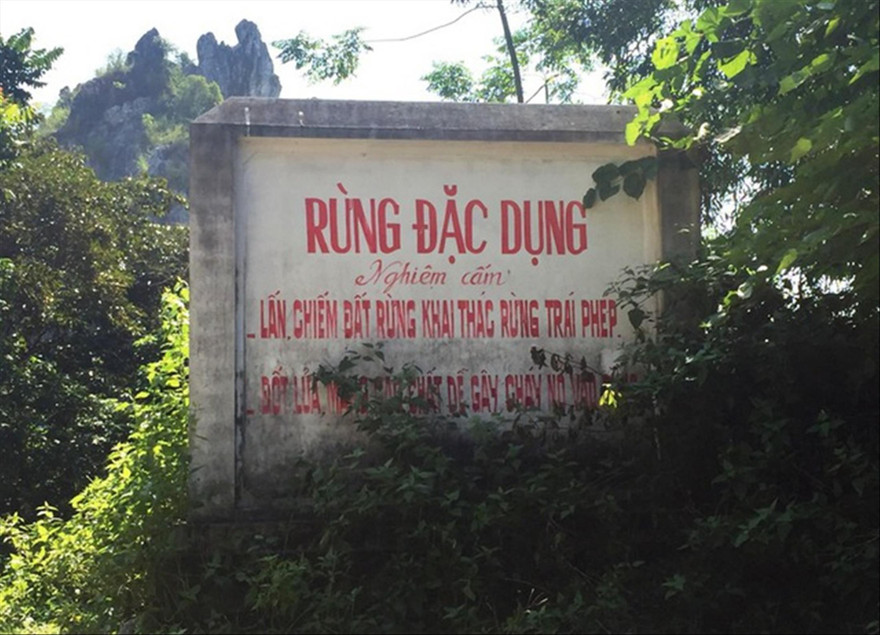 RỪNG ĐẶC DỤNG
Nghiêm cấm
- LẤN, CHIẾM ĐẤT RỪNG KHAI THÁC RỪNG TRÁI PHÉP
- ĐỐT LỬA, CHẤT DỄ GÂY CHÁY NỔ VÀO